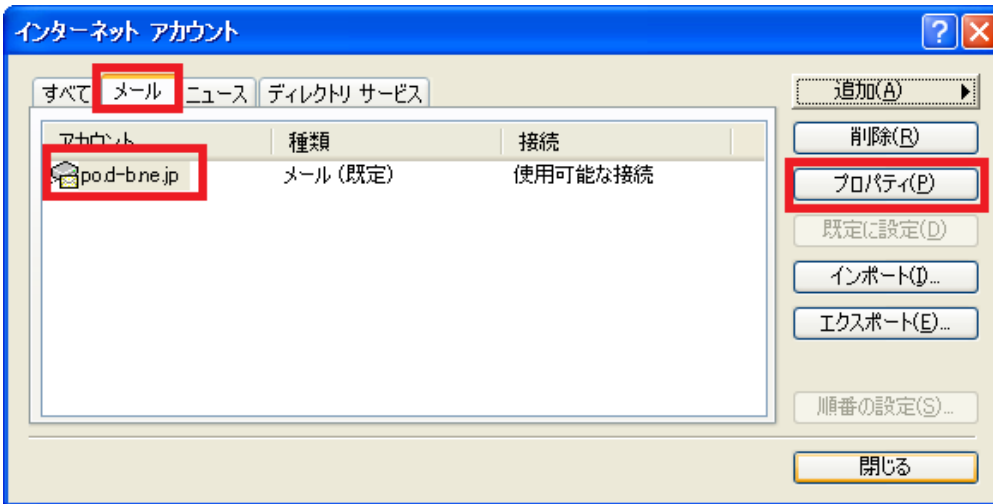 インターネット アカウント
すべて メール ニュース ディレクトリ サービス
アカウント 種類 接続
po.d-b.ne.jp メール (既定) 使用可能な接続
追加(A)
削除(R)
プロパティ(P)
既定に設定(D)
インポート(I)...
エクスポート(E)...
順番の設定(S)...
閉じる